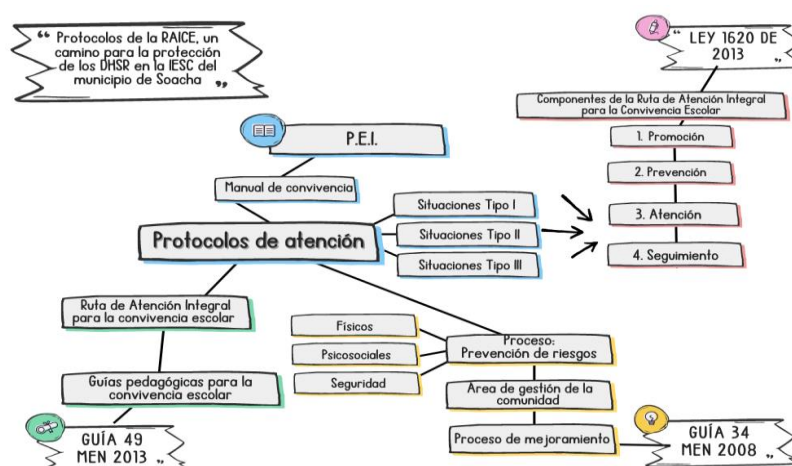 “ Protocolos de la RAICE, un
camino para la protección
de los DHSR en la IESC del
municipio de Soacha ”
“ LEY 1620 DE
2013 ”
Componentes de la Ruta de Atención Integral
para la Convivencia Escolar
1. Promoción
2. Prevención
3. Atención
4. Seguimiento
P.E.I.
Manual de convivencia
Protocolos de atención
Situaciones Tipo I
Situaciones Tipo II
Situaciones Tipo III
Ruta de Atención Integral
para la convivencia escolar
Guías pedagógicas para la
convivencia escolar
GUÍA 49
MEN 2013 ”
Físicos
Psicosociales
Seguridad
Proceso:
Prevención de riesgos
Área de gestión de la
comunidad
Proceso de mejoramiento
GUÍA 34
MEN 2008 ”